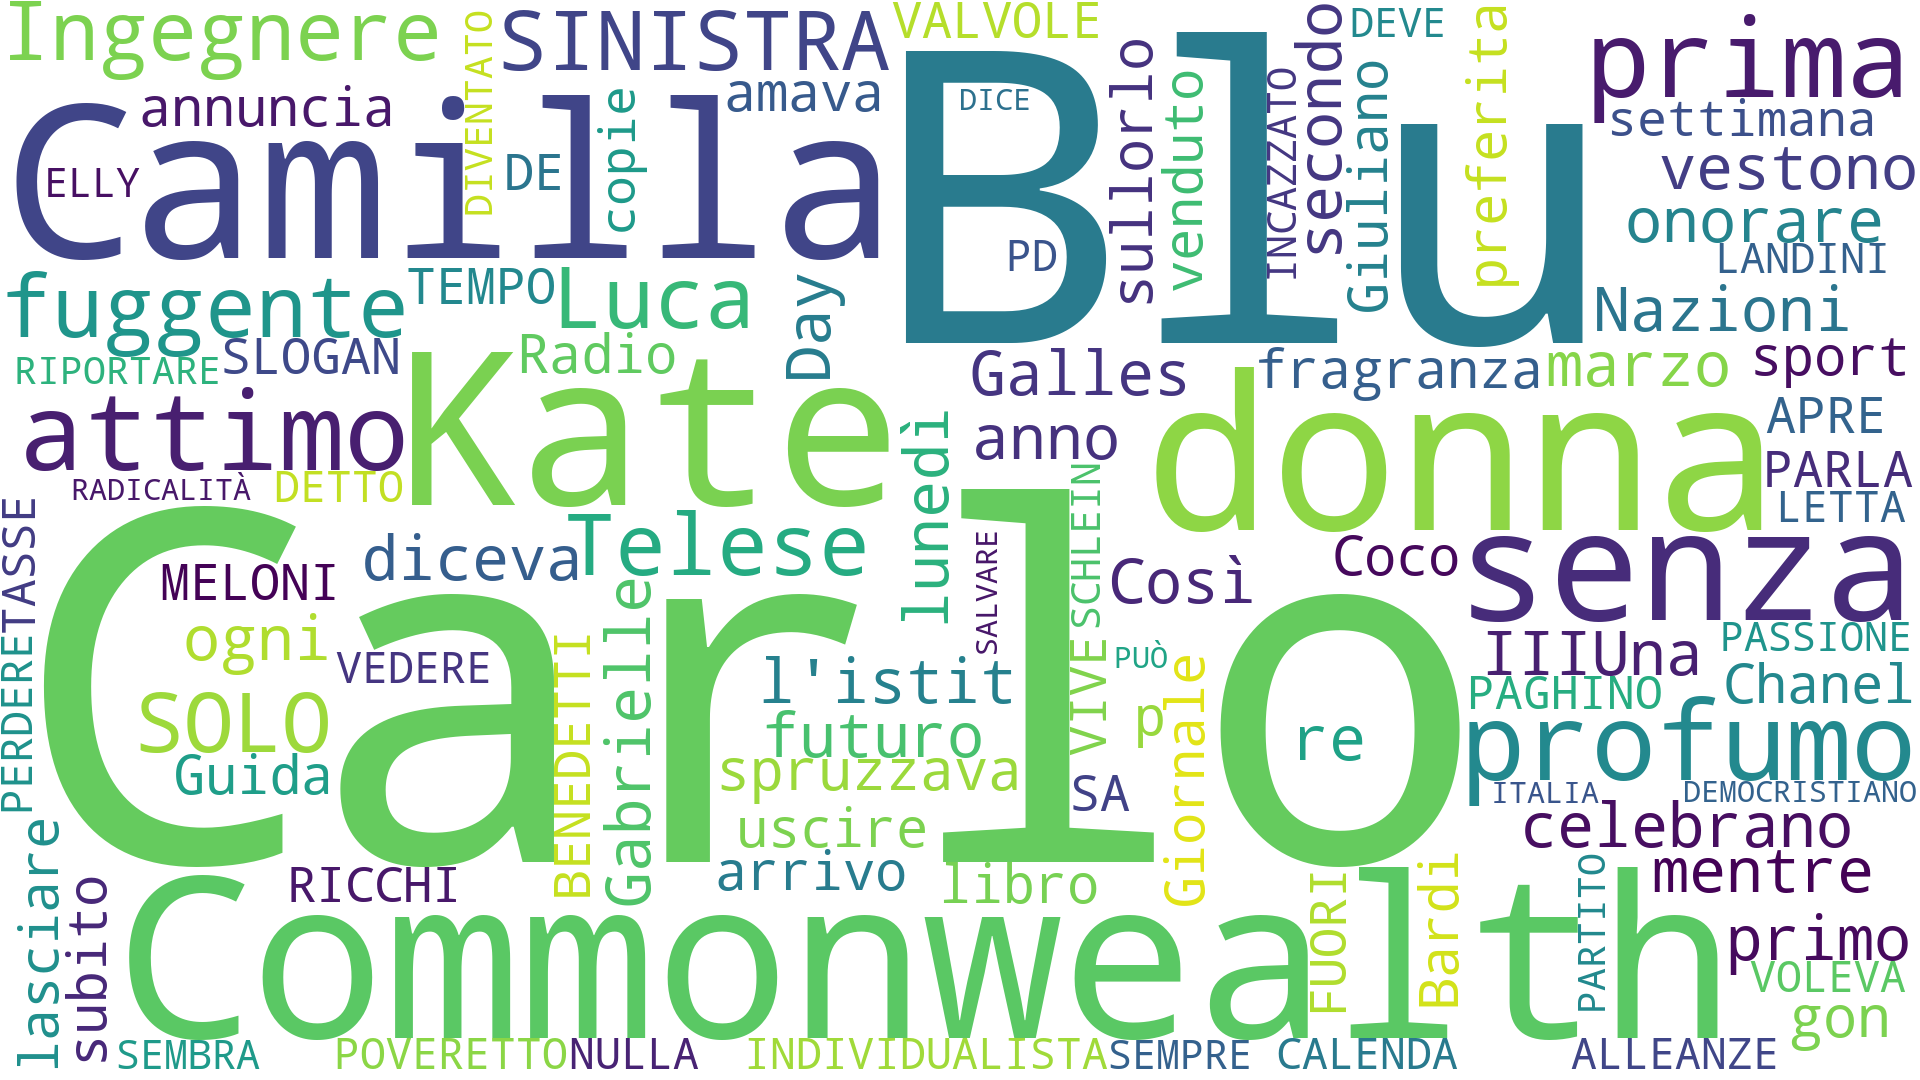 Ingegnere
SINISTRA
VALVOLE
DEVE
prima
DIVENTATO
annuncia
amava
DICE
settimana
Camilla
Blu
ELLY
DE
copie
PD
sullorlo
venduto
INCAZZATO
secondo
Giuliano
preferita
vestono
onorare
LANDINI
fuggente
TEMPO
Luca
Day
Nazioni
RIPORTARE
SLOGAN
Radio
Galles
fragranza
marzo
sport
attimo
Kate
anno
donna
APRE
RADICALITÀ
DETTO
lunedì
PARLA
LETTA
TASSE
PERDERE
diceva
Telese
SALVARE
SCHLEIN
Così
Coco
senza
MELONI
ogni
VEDERE
Carlo
BENEDETTI
Gabrielle
l'istit
VIVE
PUÒ
IIIUna
PASSIONE
SOLO
futuro
p
Giornale
re
PAGHINO
Chanel
Guida
spruzzava
SA
profumo
ITALIA
DEMOCRISTIANO
uscire
celebrano
lasciare
subito
RICCHI
arrivo
libro
FUORI
Bardi
PARTITO
mentre
Commonwealth
primo
VOLEVA
gon
SEMBRA
POVERETTO
NULLA
INDIVIDUALISTA
SEMPRE
CALENDA
ALLEANZE